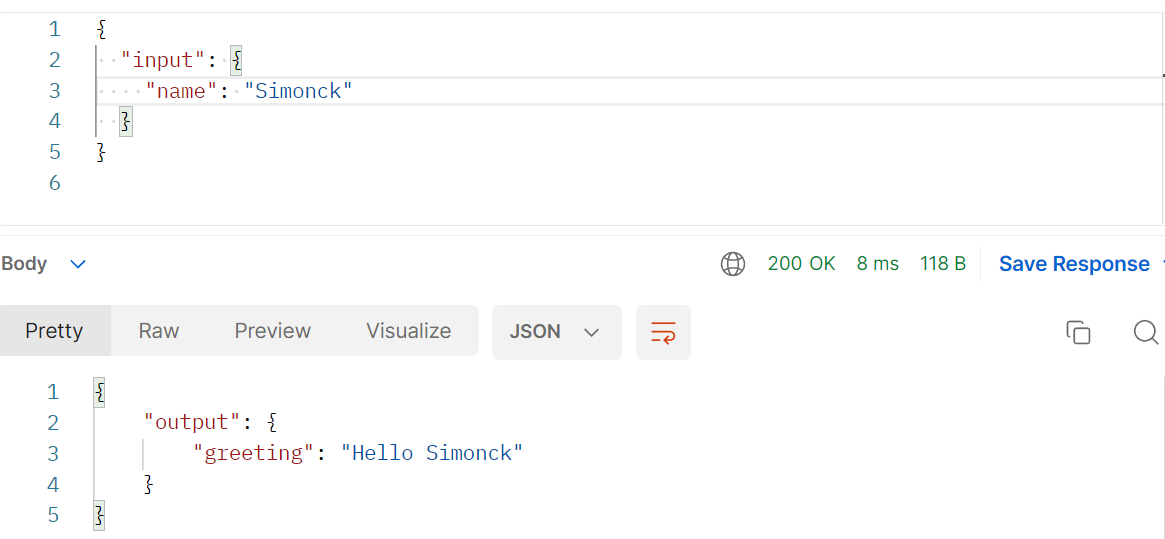 1 {
2 "input": {
3 "name": "Simonck"
4 }
5 }
6
Body 200 OK 8 ms 118 B Save Response
Pretty Raw Preview Visualize JSON
1 {
2 "output": {
3 "greeting": "Hello Simonck"
4 }
5 }